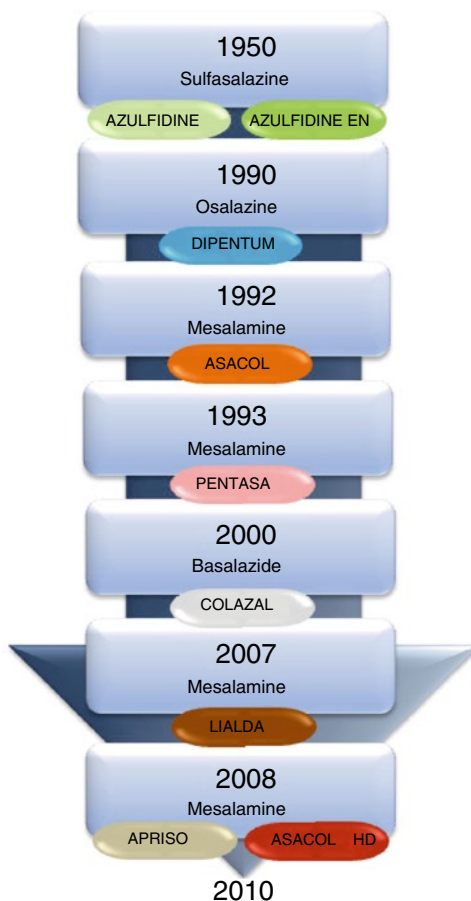 1950
Sulfasalazine
AZULFIDINE AZULFIDINE EN
1990
Osalazine
DIPENTUM
1992
Mesalamine
ASACOL
1993
Mesalamine
PENTASA
2000
Basalazide
COLAZAL
2007
Mesalamine
LIALDA
2008
Mesalamine
APRISO ASACOL HD
2010